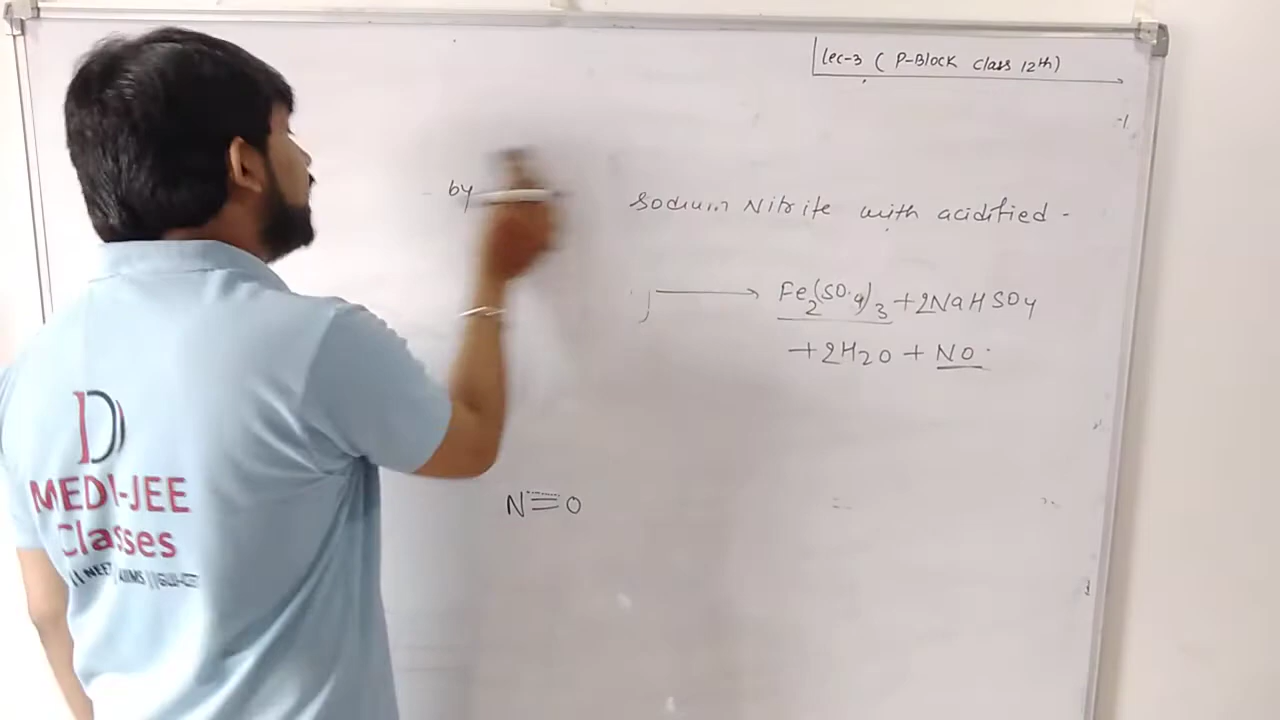 Lec-3 ( P-Block class 12th)
by
Sodium Nitrite with acidified -
⟶ Fe2(SO4)3 + 2NaHSO4
+ 2H2O + NO
N O
MEDI-JEE
Classes